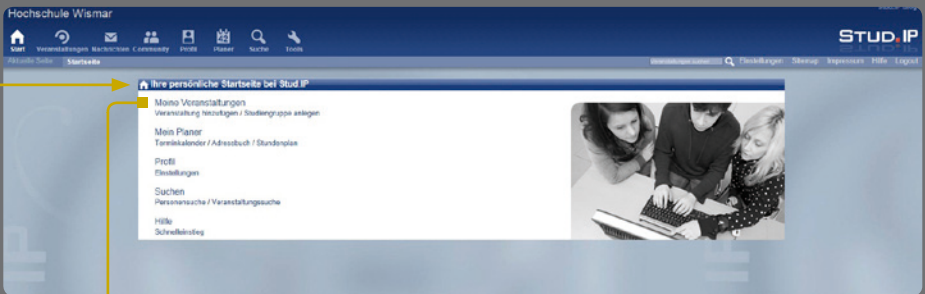 Hochschule Wismar
Start Veranstaltungen Nachrichten Community Profil Planer Suche Tools
STUD.IP
Aktuelle Seite Startseite
Einstellungen Sitemap Impressum Hilfe Logout
Ihre persönliche Startseite bei Stud.IP
Meine Veranstaltungen
Veranstaltung hinzufügen / Studiengruppe anlegen
Mein Planer
Terminkalender / Adressbuch / Stundenplan
Profil
Einstellungen
Suchen
Personensuche / Veranstaltungssuche
Hilfe
Schnelleinstieg